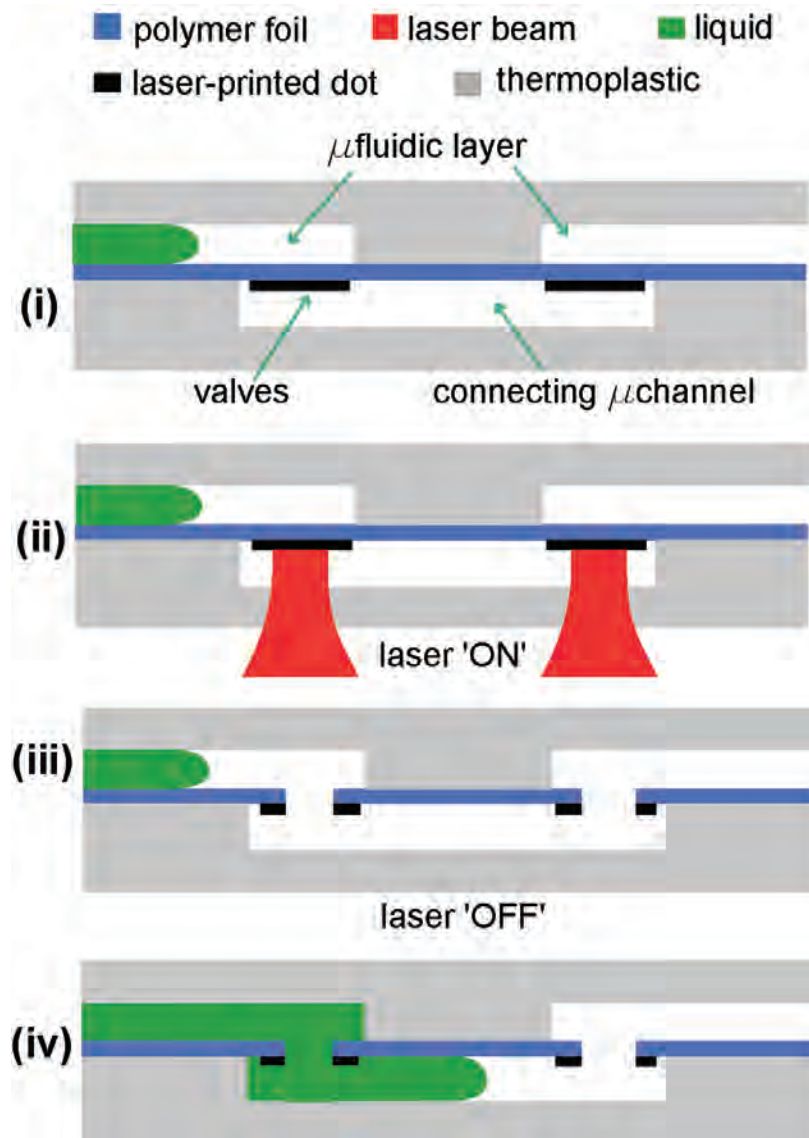 polymer foil laser beam liquid
laser-printed dot thermoplastic
μfluidic layer
(i)
valves connecting μchannel
(ii)
laser 'ON'
(iii)
laser 'OFF'
(iv)